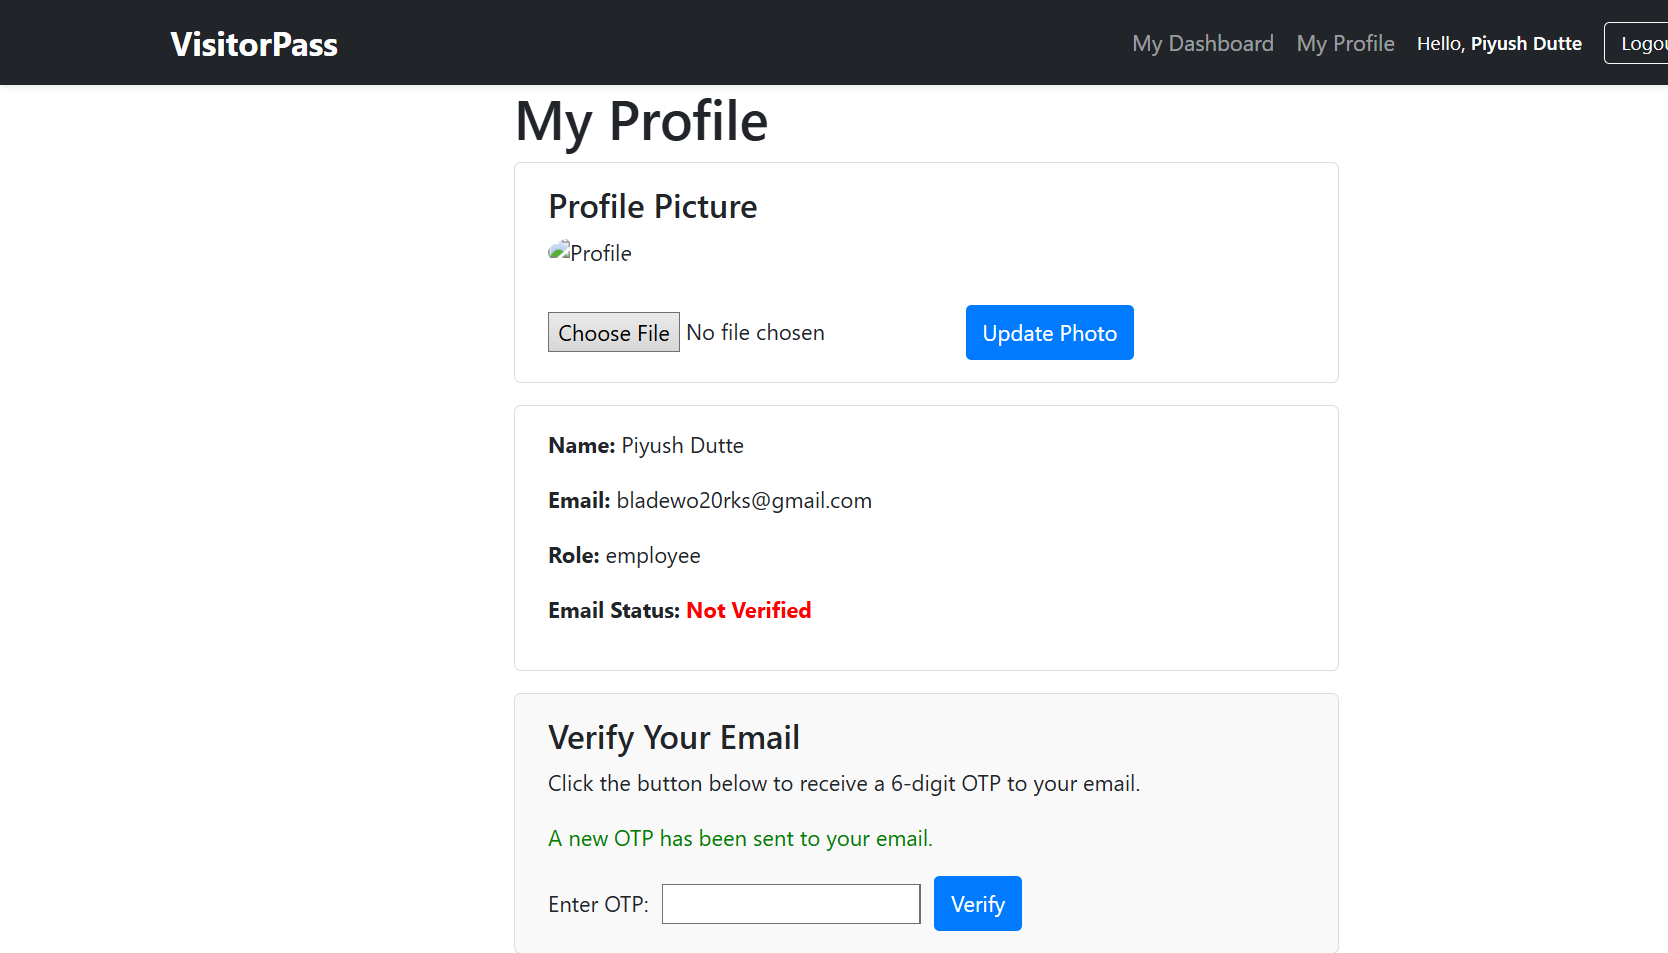 VisitorPass My Dashboard My Profile Hello, Piyush Dutte Logou
My Profile
Profile Picture
Profile
Choose File No file chosen Update Photo
Name: Piyush Dutte
Email: bladewo20rks@gmail.com
Role: employee
Email Status: Not Verified
Verify Your Email
Click the button below to receive a 6-digit OTP to your email.
A new OTP has been sent to your email.
Enter OTP: Verify